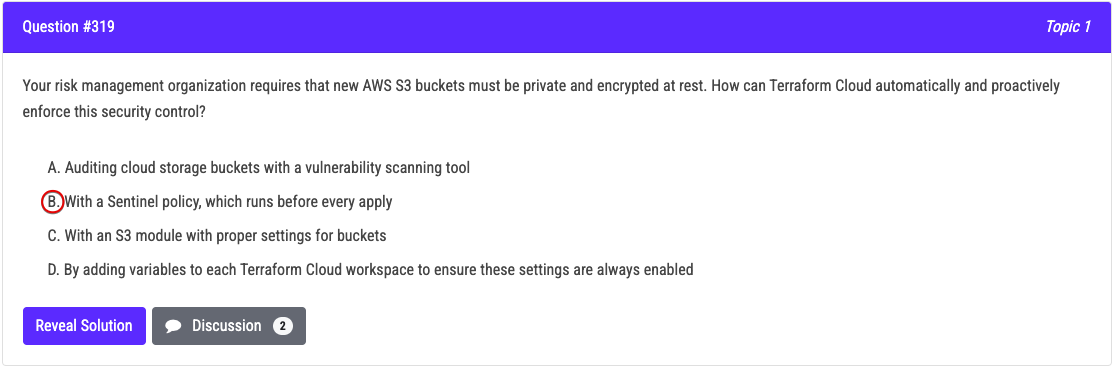 Question #319
Topic 1
Your risk management organization requires that new AWS S3 buckets must be private and encrypted at rest. How can Terraform Cloud automatically and proactively
enforce this security control?
A. Auditing cloud storage buckets with a vulnerability scanning tool
B. With a Sentinel policy, which runs before every apply
C. With an S3 module with proper settings for buckets
D. By adding variables to each Terraform Cloud workspace to ensure these settings are always enabled
Reveal Solution
Discussion 2